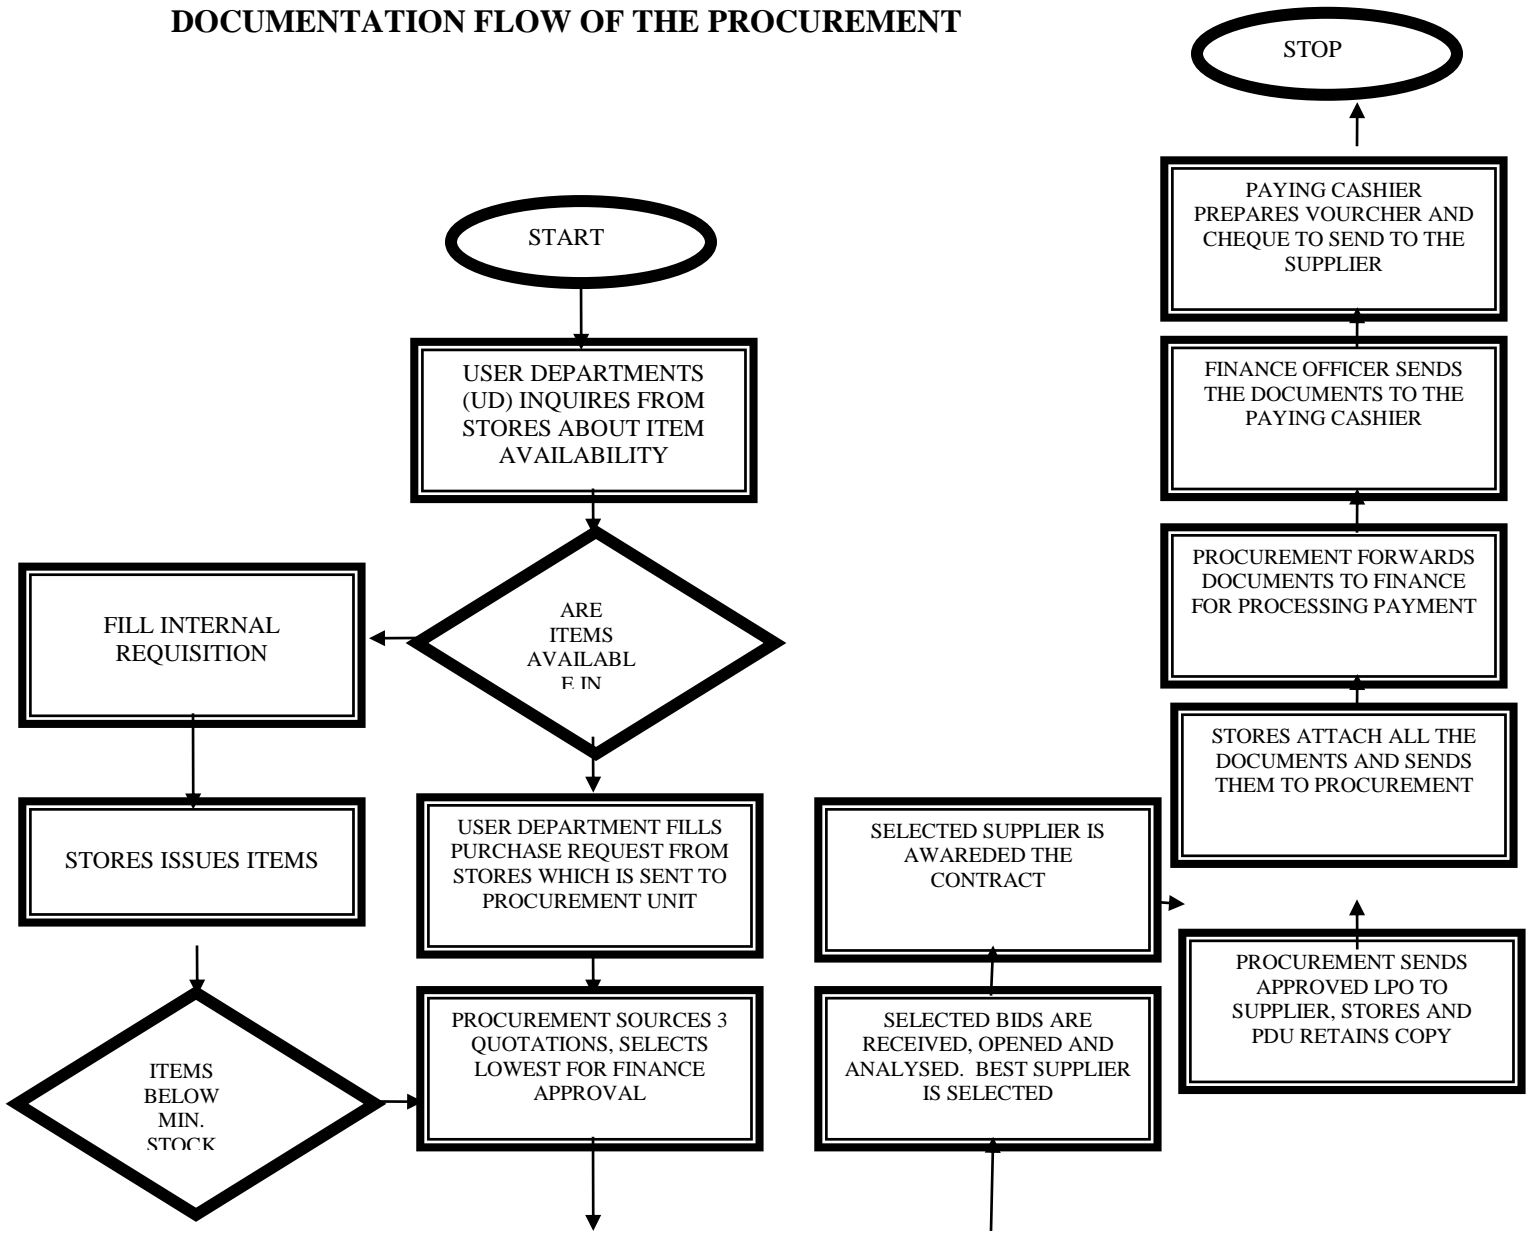 DOCUMENTATION FLOW OF THE PROCUREMENT
STOP
PAYING CASHIER
PREPARES VOURCHER AND
CHEQUE TO SEND TO THE
SUPPLIER
START
USER DEPARTMENTS
(UD) INQUIRES FROM
STORES ABOUT ITEM
AVAILABILITY
FINANCE OFFICER SENDS
THE DOCUMENTS TO THE
PAYING CASHIER
FILL INTERNAL
REQUISITION
ARE
ITEMS
AVAILABL
E IN
PROCUREMENT FORWARDS
DOCUMENTS TO FINANCE
FOR PROCESSING PAYMENT
STORES ATTACH ALL THE
DOCUMENTS AND SENDS
THEM TO PROCUREMENT
STORES ISSUES ITEMS
USER DEPARTMENT FILLS
PURCHASE REQUEST FROM
STORES WHICH IS SENT TO
PROCUREMENT UNIT
SELECTED SUPPLIER IS
AWAREDED THE
CONTRACT
PROCUREMENT SENDS
APPROVED LPO TO
SUPPLIER, STORES AND
PDU RETAINS COPY
ITEMS
BELOW
MIN.
STOCK
PROCUREMENT SOURCES 3
QUOTATIONS, SELECTS
LOWEST FOR FINANCE
APPROVAL
SELECTED BIDS ARE
RECEIVED, OPENED AND
ANALYSED.  BEST SUPPLIER
IS SELECTED